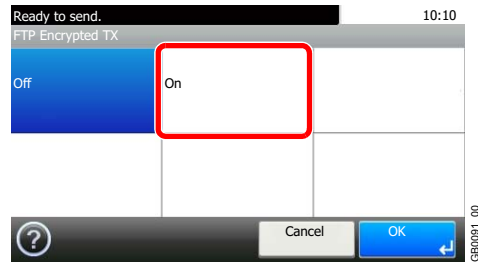 Ready to send. 10:10
FTP Encrypted TX
Off On
? Cancel OK
GB0091_00